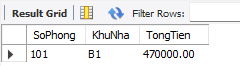 Result Grid Filter Rows:
SoPhong KhuNha TongTien
101 B1 470000.00